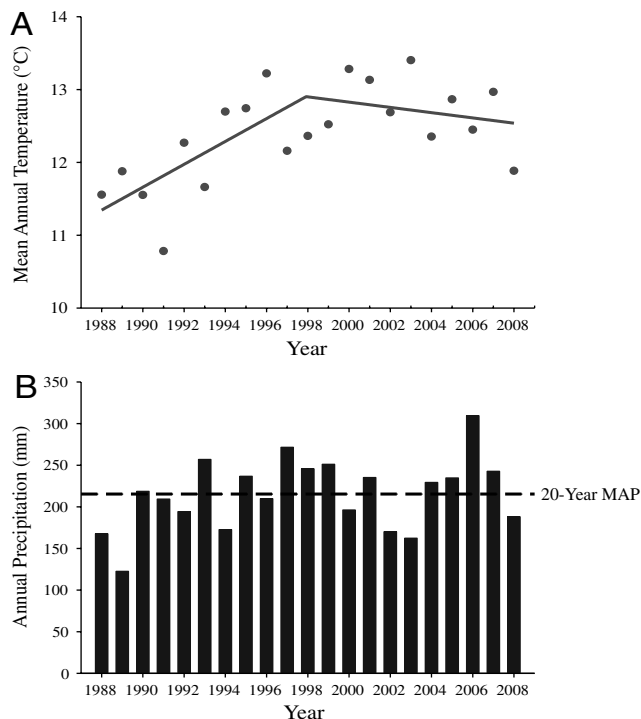 A
Mean Annual Temperature (°C)
14
13
12
11
10
1988 1990 1992 1994 1996 1998 2000 2002 2004 2006 2008
Year
B
Annual Precipitation (mm)
350
300
250
200
150
100
50
0
20-Year MAP
1988 1990 1992 1994 1996 1998 2000 2002 2004 2006 2008
Year